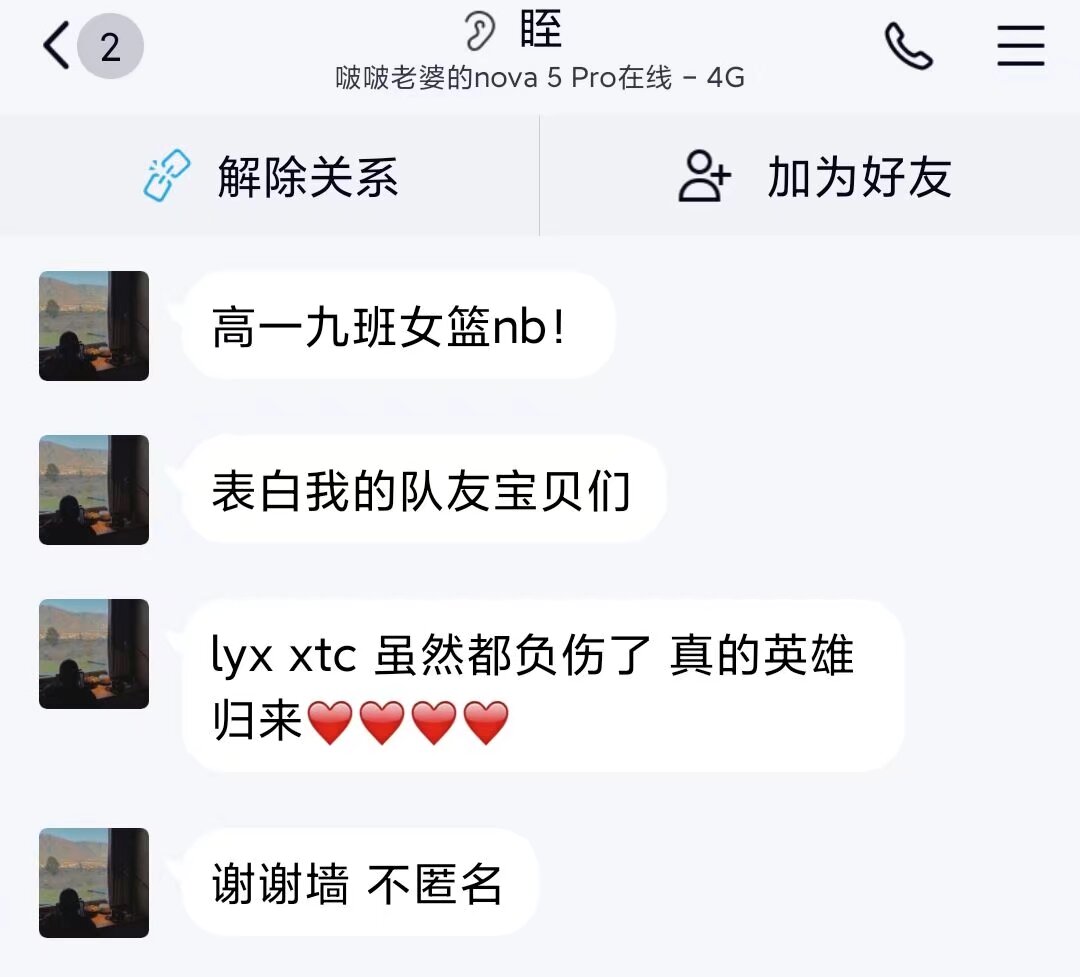 2
眰
啵啵老婆的nova 5 Pro在线 - 4G
解除关系
加为好友
高一九班女篮nb!
表白我的队友宝贝们
lyx xtc 虽然都负伤了 真的英雄
归来❤️❤️❤️❤️
谢谢墙 不匿名